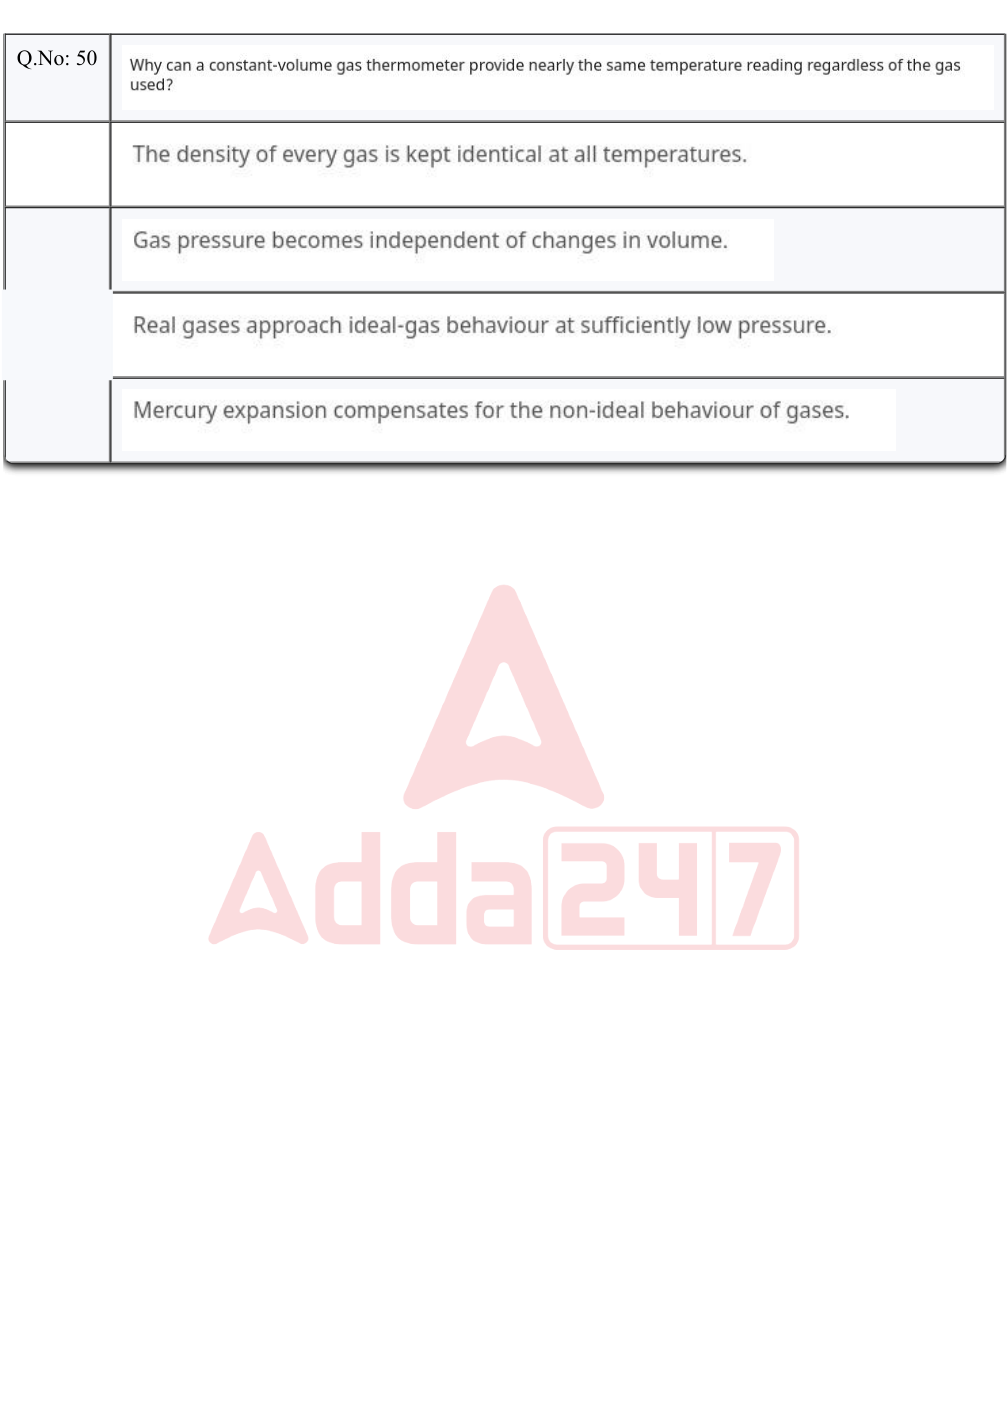 Q.No: 50
Why can a constant-volume gas thermometer provide nearly the same temperature reading regardless of the gas
used?
The density of every gas is kept identical at all temperatures.
Gas pressure becomes independent of changes in volume.
Real gases approach ideal-gas behaviour at sufficiently low pressure.
Mercury expansion compensates for the non-ideal behaviour of gases.
Adda247